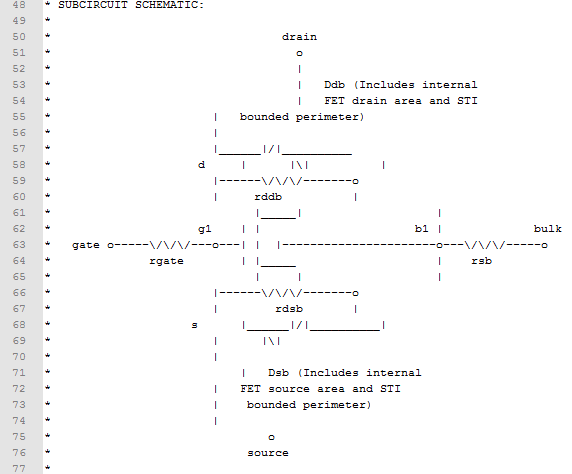 48 * SUBCIRCUIT SCHEMATIC:
49 *
50 *                                 drain
51 *                                   o
52 *                                   |
53 *                                   |   Ddb (Includes internal
54 *                                   |   FET drain area and STI
55 *                       |   bounded perimeter)
56 *                       |
57 *                       |______|/|__________
58 *                     d     |      |\|          |
59 *                       |------\/\/\/-------o
60 *                       |     rddb          |
61 *                             |_____|                   |
62 *                     g1    | |                      b1 |              bulk
63 *   gate o-----\/\/\/---o---| |  |----------------------o---\/\/\/-----o
64 *              rgate        | |_____                    |   rsb
65 *                             |     |                   |
66 *                       |------\/\/\/-------o
67 *                       |        rdsb       |
68 *                    s      |______|/|__________|
69 *                       |      |\|
70 *                       |
71 *                           |   Dsb (Includes internal
72 *                       |   FET source area and STI
73 *                       |    bounded perimeter)
74 *                       |
75 *                               o
76 *                            source
77 *